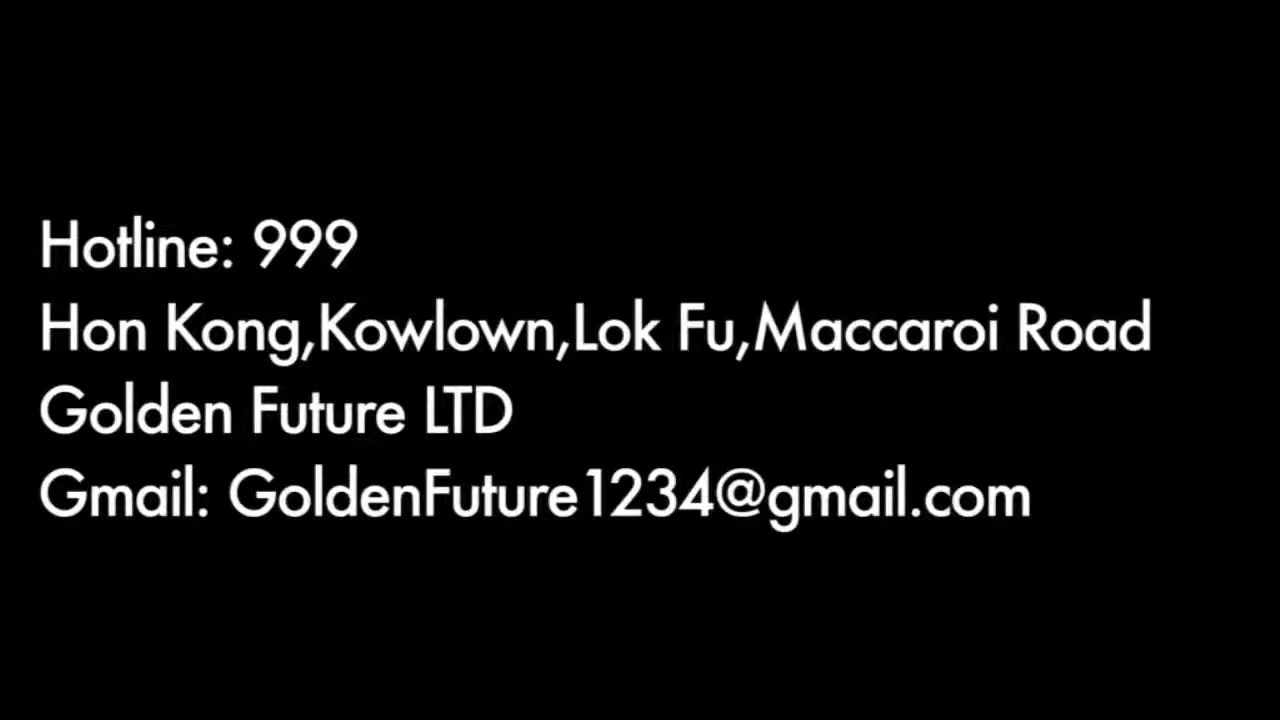 Hotline: 999
Hon Kong,Kowlown,Lok Fu,Maccaroi Road
Golden Future LTD
Gmail: GoldenFuture1234@gmail.com